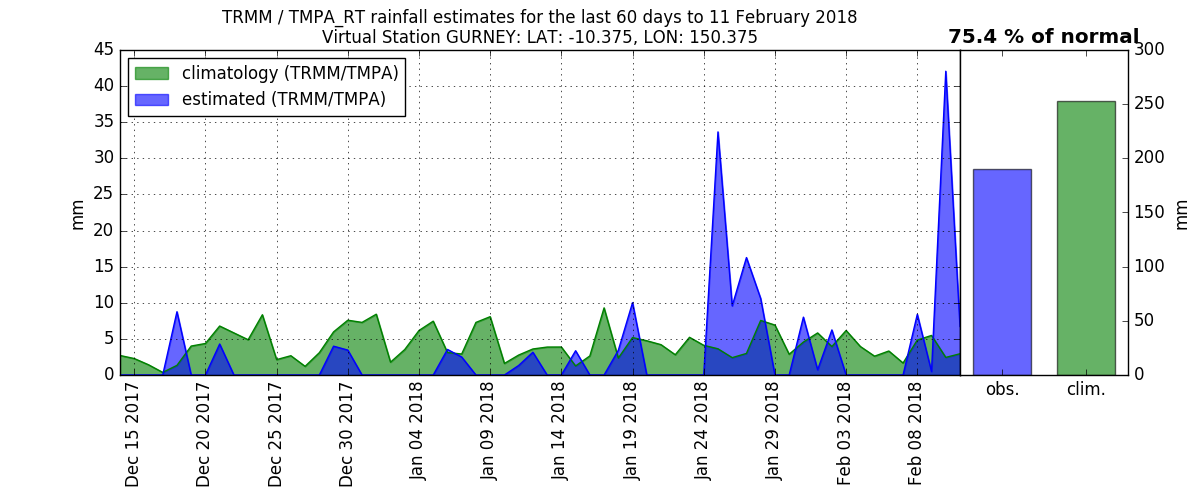 TRMM / TMPA_RT rainfall estimates for the last 60 days to 11 February 2018
Virtual Station GURNEY: LAT: -10.375, LON: 150.375
75.4 % of normal
climatology (TRMM/TMPA)
estimated (TRMM/TMPA)
mm
45
40
35
30
25
20
15
10
5
0
Dec 15 2017
Dec 20 2017
Dec 25 2017
Dec 30 2017
Jan 04 2018
Jan 09 2018
Jan 14 2018
Jan 19 2018
Jan 24 2018
Jan 29 2018
Feb 03 2018
Feb 08 2018
obs.
clim.
300
250
200
150
100
50
0
mm